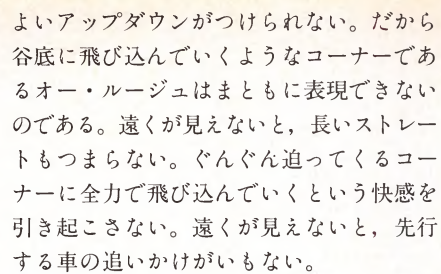 よいアップダウンがつけられない。だから
谷底に飛び込んでいくようなコーナーであ
るオー・ルージュはまともに表現できない
のである。遠くが見えないと，長いストレー
トもつまらない。ぐんぐん迫ってくるコー
ナーに全力で飛び込んでいくという快感を
引き起こさない。遠くが見えないと，先行
する車の追いかけがいもない。